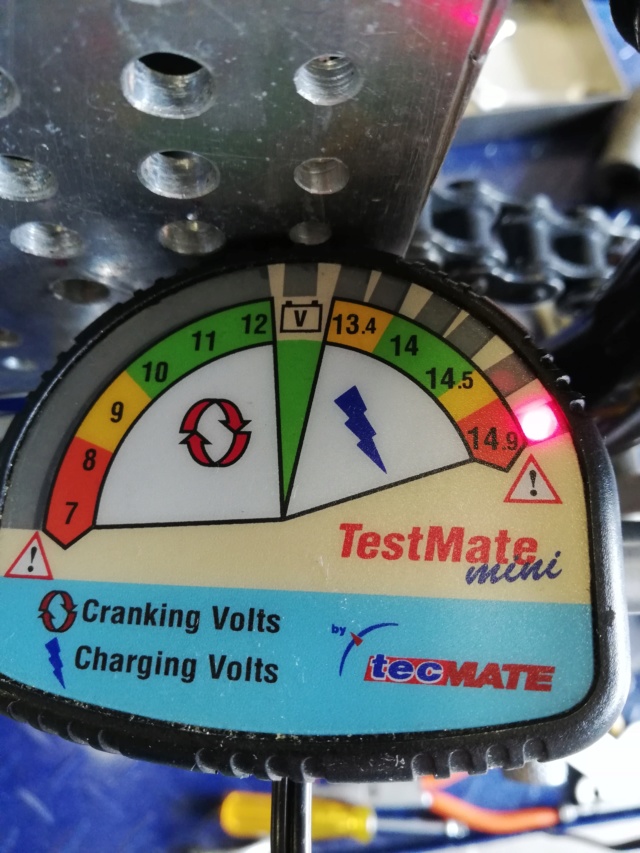 7
8
9
10
11
12
V
13.4
14
14.5
14.9
!
!
TestMate
mini
Cranking Volts
Charging Volts
by
tecMATE